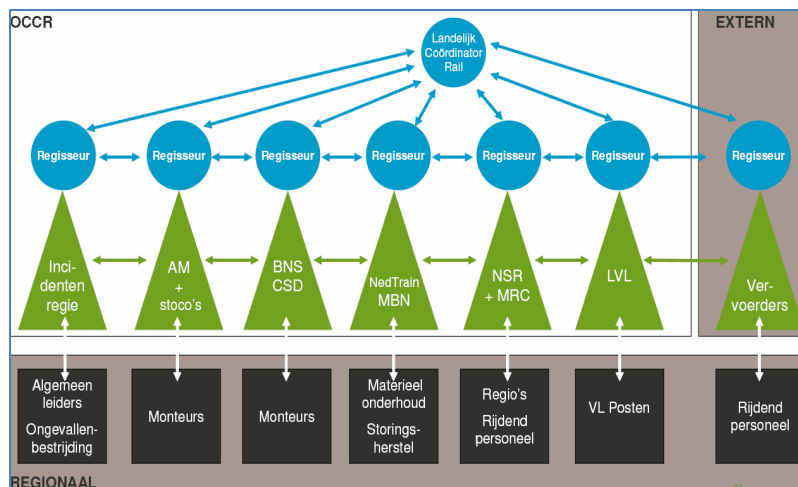 OCCR
EXTERN
Landelijk
Coördinator
Rail
Regisseur
Regisseur
Regisseur
Regisseur
Regisseur
Regisseur
Regisseur
Inci-
denten
regie
AM
+
stoco's
BNS
CSD
NedTrain
MBN
NSR
+ MRC
LVL
Ver-
voerders
Algemeen
leiders
Ongevallen-
bestrijding
Monteurs
Monteurs
Materieel
onderhoud
Storings-
herstel
Regio's
Rijdend
personeel
VL Posten
Rijdend
personeel
REGIONAAL